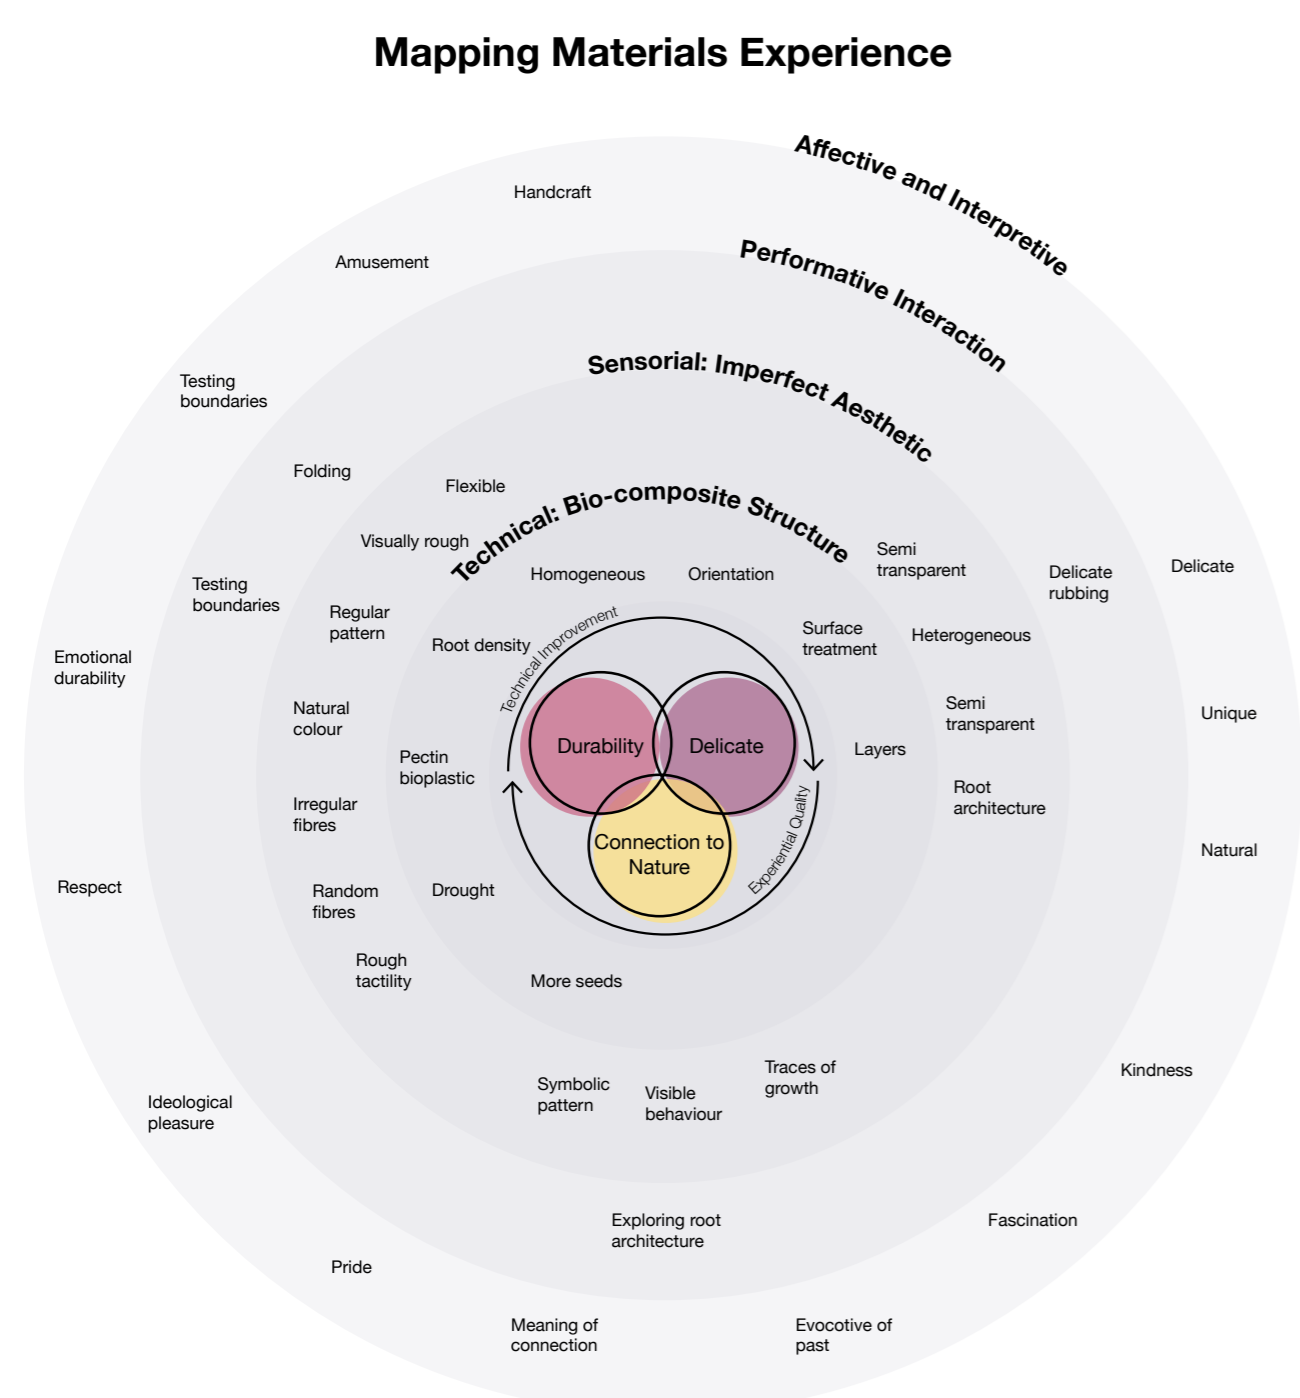 Mapping Materials Experience
Affective and Interpretive
Handcraft
Performative Interaction
Amusement
Sensorial: Imperfect Aesthetic
Testing
boundaries
Folding
Flexible
Technical: Bio-composite Structure
Visually rough
Semi
transparent
Homogeneous
Orientation
Delicate
rubbing
Delicate
Testing
boundaries
Regular
pattern
Root density
Technical Improvement
Surface
treatment
Heterogeneous
Emotional
durability
Natural
colour
Semi
transparent
Unique
Durability
Delicate
Layers
Pectin
bioplastic
Root
architecture
Irregular
fibres
Experiential Quality
Connection to
Nature
Natural
Respect
Random
fibres
Drought
Rough
tactility
More seeds
Traces of
growth
Kindness
Symbolic
pattern
Visible
behaviour
Ideological
pleasure
Exploring root
architecture
Fascination
Pride
Meaning of
connection
Evocotive of
past